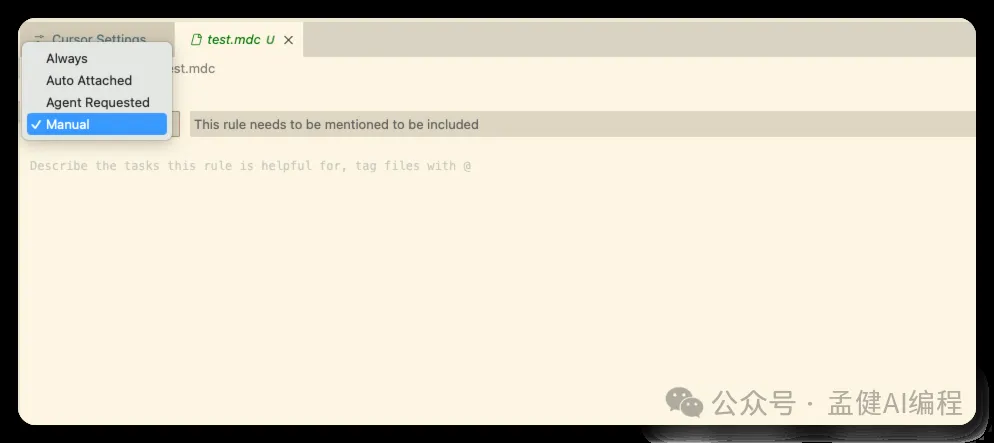 Cursor Settings
test.mdc U
Always
est.mdc
Auto Attached
Agent Requested
Manual
This rule needs to be mentioned to be included
Describe the tasks this rule is helpful for, tag files with @
公众号 · 孟健AI编程